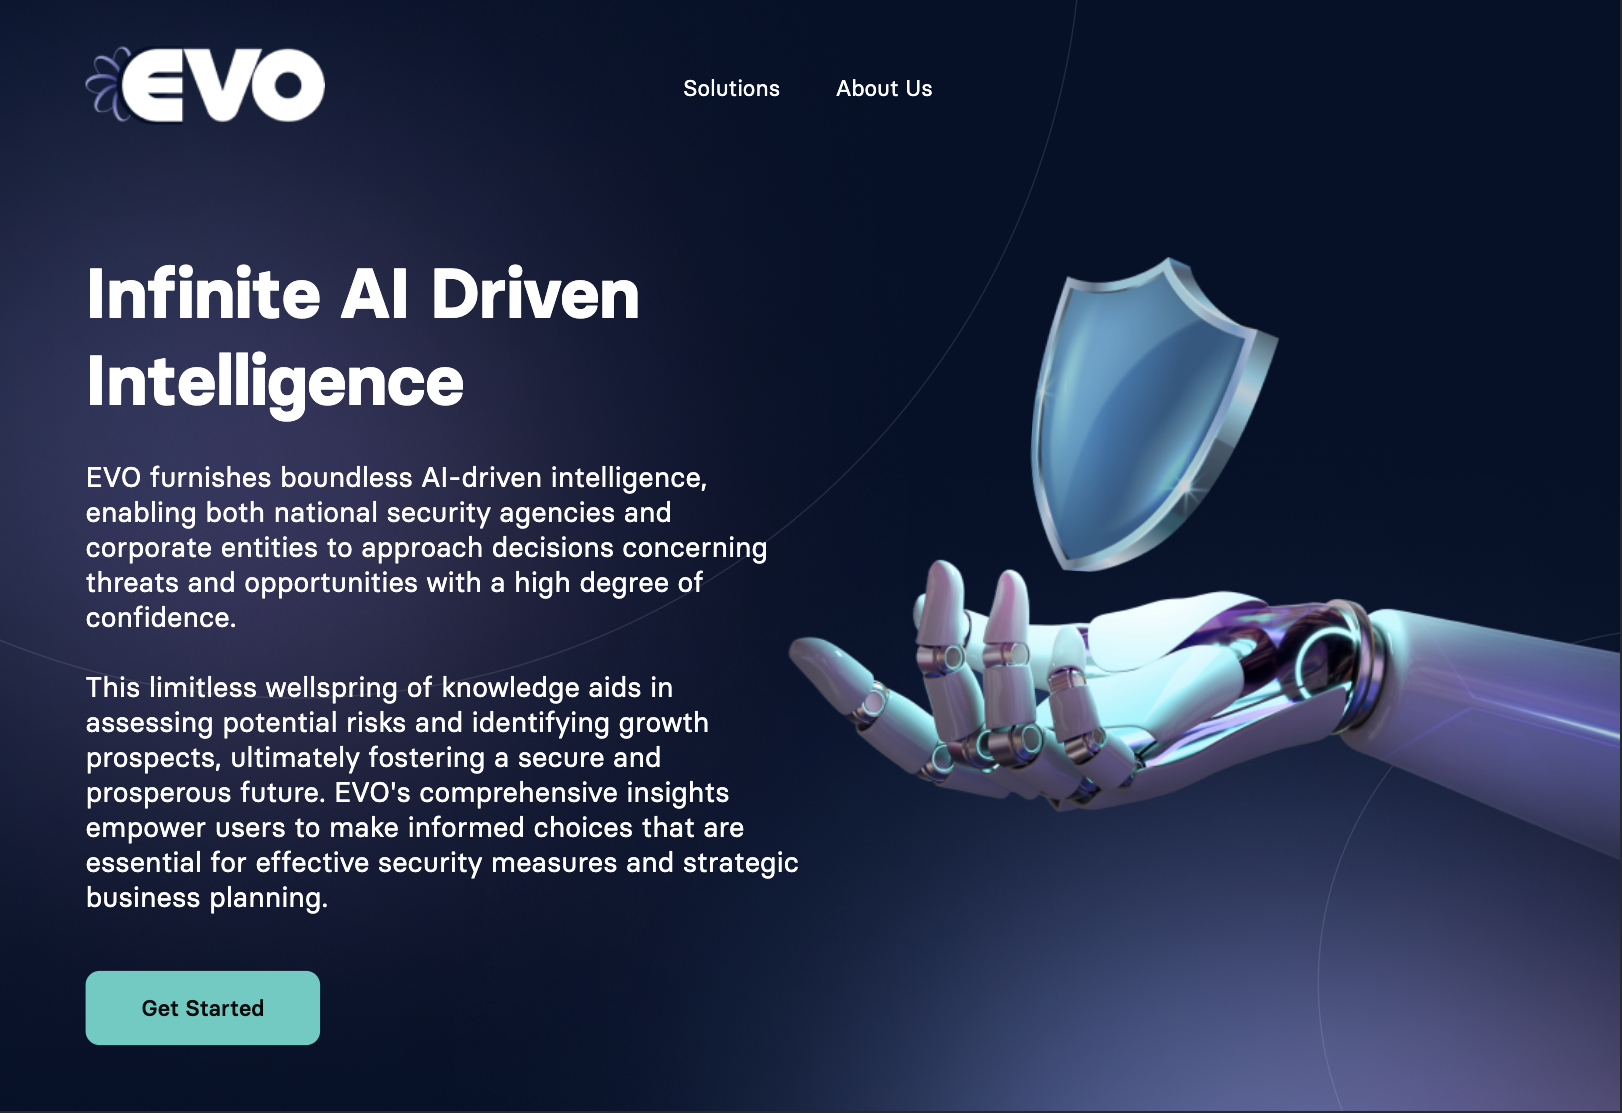 EVO
Solutions
About Us
Infinite AI Driven
Intelligence
EVO furnishes boundless AI-driven intelligence,
enabling both national security agencies and
corporate entities to approach decisions concerning
threats and opportunities with a high degree of
confidence.
This limitless wellspring of knowledge aids in
assessing potential risks and identifying growth
prospects, ultimately fostering a secure and
prosperous future. EVO's comprehensive insights
empower users to make informed choices that are
essential for effective security measures and strategic
business planning.
Get Started